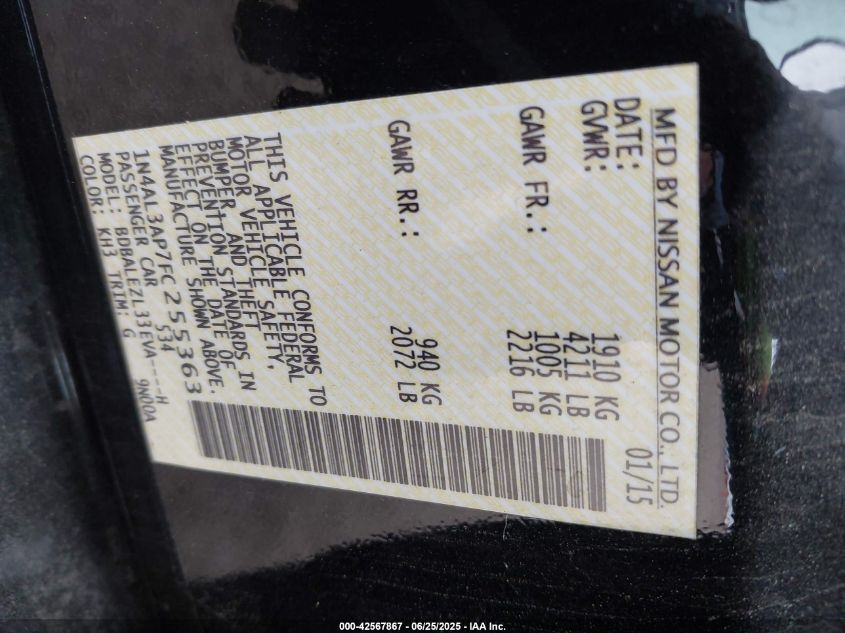 MFD BY NISSAN MOTOR CO., LTD.
DATE: 01/15
GVWR: 1910 KG
4211 LB
GAWR FR.: 1005 KG
2216 LB
GAWR RR.: 940 KG
2072 LB
THIS VEHICLE CONFORMS TO
ALL APPLICABLE FEDERAL
MOTOR VEHICLE SAFETY,
BUMPER, AND THEFT
PREVENTION STANDARDS IN
EFFECT ON THE DATE OF
MANUFACTURE SHOWN ABOVE.
1N4AL3AP7FC255363
PASSENGER CAR 534
MODEL: BDBALEZL33EVA----H
COLOR: KH3 TRIM: G 9N00A
000-42567867 - 06/25/2025 - IAA Inc.